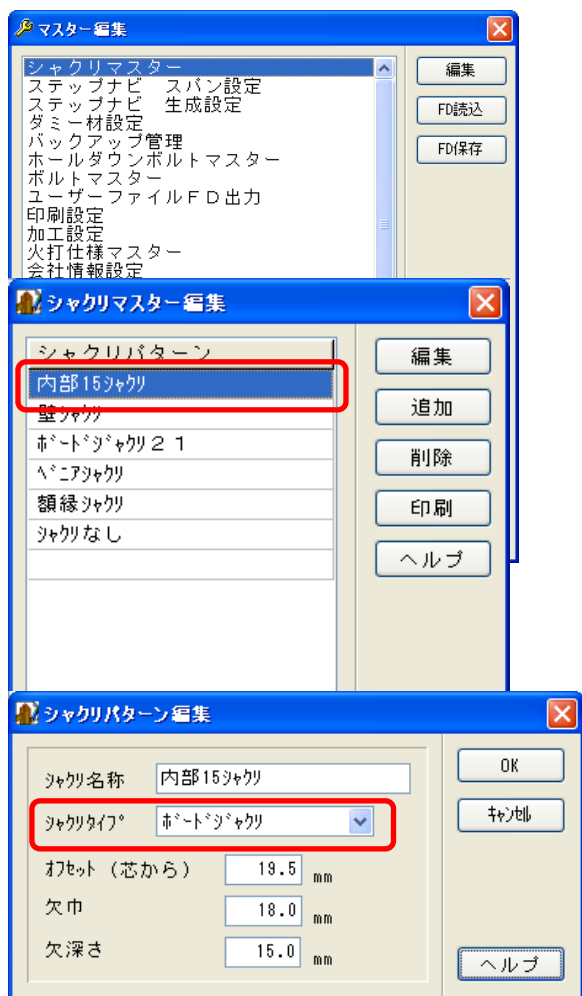 マスター編集
シャクリマスター
ステップナビ　スパン設定
ステップナビ　生成設定
ダミー材設定
バックアップ管理
ホールダウンボルトマスター
ボルトマスター
ユーザーファイルＦＤ出力
印刷設定
加工設定
火打仕様マスター
会社情報設定
編集
FD読込
FD保存
シャクリマスター編集
シャクリパターン
内部15ｼｬｸﾘ
壁ｼｬｸﾘ
ﾎﾞｰﾄﾞｼﾞｬｸﾘ２１
ﾍﾞﾆｱｼｬｸﾘ
額縁ｼｬｸﾘ
ｼｬｸﾘなし
編集
追加
削除
印刷
ヘルプ
シャクリパターン編集
ｼｬｸﾘ名称 内部15ｼｬｸﾘ
ｼｬｸﾘﾀｲﾌﾟ ﾎﾞｰﾄﾞｼﾞｬｸﾘ
ｵﾌｾｯﾄ（芯から） 19.5 mm
欠巾 18.0 mm
欠深さ 15.0 mm
OK
ｷｬﾝｾﾙ
ヘルプ